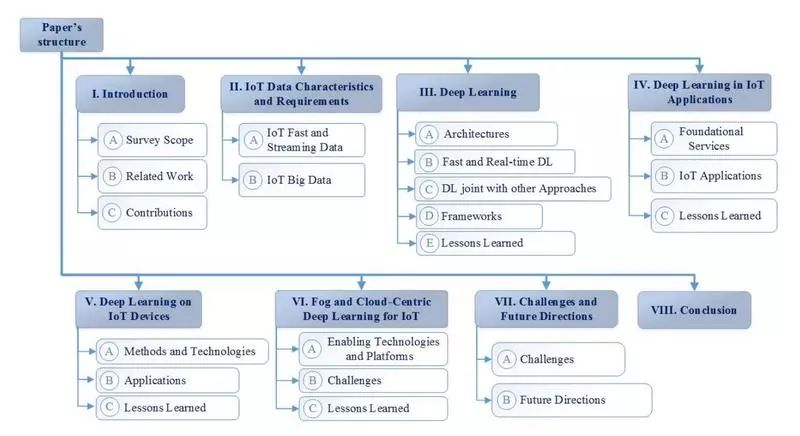 Paper's
structure
I. Introduction
A Survey Scope
B Related Work
C Contributions
II. IoT Data Characteristics
and Requirements
A IoT Fast and
Streaming Data
B IoT Big Data
III. Deep Learning
A Architectures
B Fast and Real-time DL
C DL joint with other Approaches
D Frameworks
E Lessons Learned
IV. Deep Learning in IoT
Applications
A Foundational
Services
B IoT Applications
C Lessons Learned
V. Deep Learning on
IoT Devices
A Methods and Technologies
B Applications
C Lessons Learned
VI. Fog and Cloud-Centric
Deep Learning for IoT
A Enabling Technologies
and Platforms
B Challenges
C Lessons Learned
VII. Challenges and
Future Directions
A Challenges
B Future Directions
VIII. Conclusion